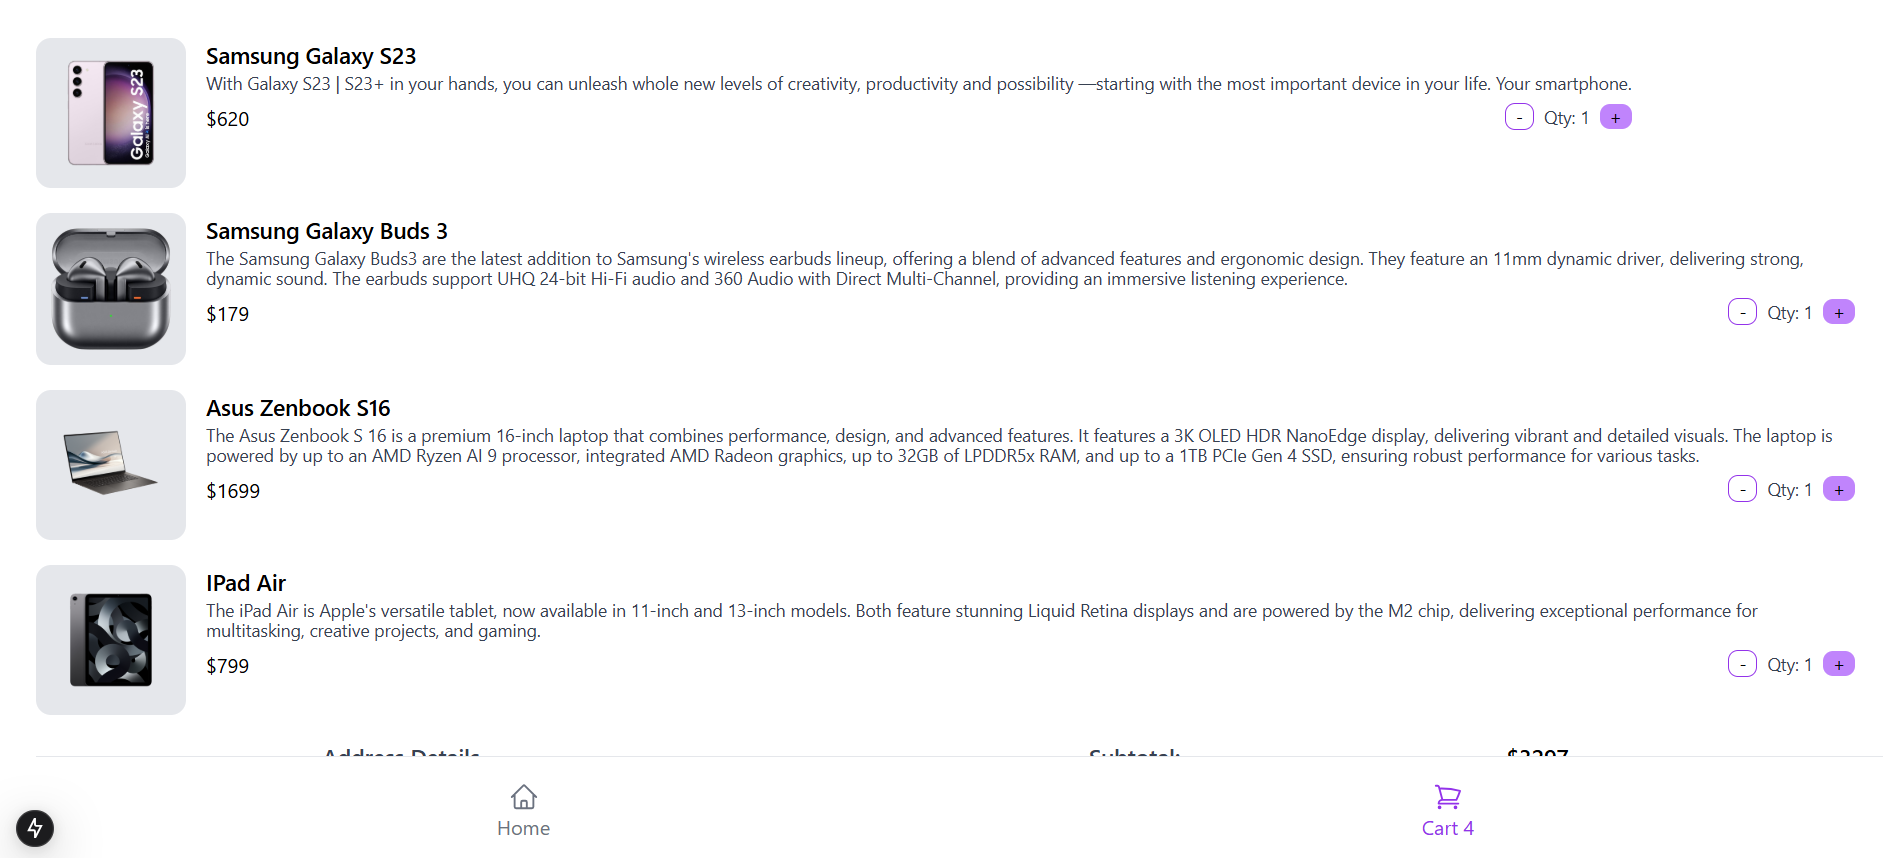 Samsung Galaxy S23
With Galaxy S23 | S23+ in your hands, you can unleash whole new levels of creativity, productivity and possibility —starting with the most important device in your life. Your smartphone.
$620
- Qty: 1 +
Galaxy S23
Samsung Galaxy Buds 3
The Samsung Galaxy Buds3 are the latest addition to Samsung's wireless earbuds lineup, offering a blend of advanced features and ergonomic design. They feature an 11mm dynamic driver, delivering strong,
dynamic sound. The earbuds support UHQ 24-bit Hi-Fi audio and 360 Audio with Direct Multi-Channel, providing an immersive listening experience.
$179
- Qty: 1 +
Asus Zenbook S16
The Asus Zenbook S 16 is a premium 16-inch laptop that combines performance, design, and advanced features. It features a 3K OLED HDR NanoEdge display, delivering vibrant and detailed visuals. The laptop is
powered by up to an AMD Ryzen AI 9 processor, integrated AMD Radeon graphics, up to 32GB of LPDDR5x RAM, and up to a 1TB PCIe Gen 4 SSD, ensuring robust performance for various tasks.
$1699
- Qty: 1 +
IPad Air
The iPad Air is Apple's versatile tablet, now available in 11-inch and 13-inch models. Both feature stunning Liquid Retina displays and are powered by the M2 chip, delivering exceptional performance for
multitasking, creative projects, and gaming.
$799
- Qty: 1 +
Address Details
Subtotal:
$3297
Home
Cart 4